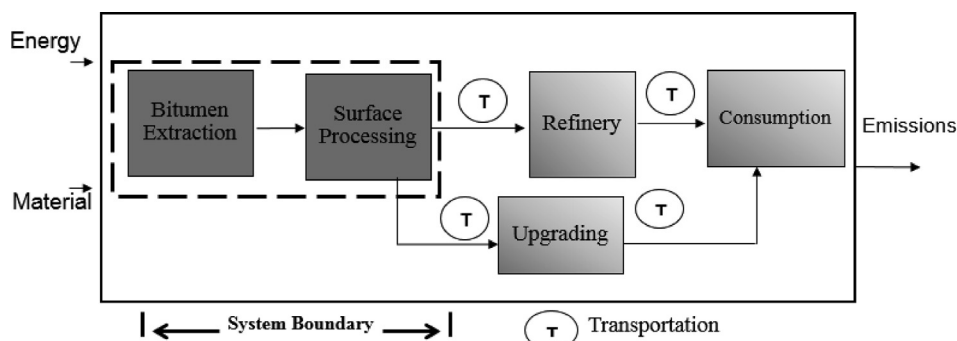 Energy
Material
Bitumen
Extraction
Surface
Processing
T
Refinery
T
Consumption
Emissions
T
Upgrading
T
System Boundary
T
Transportation